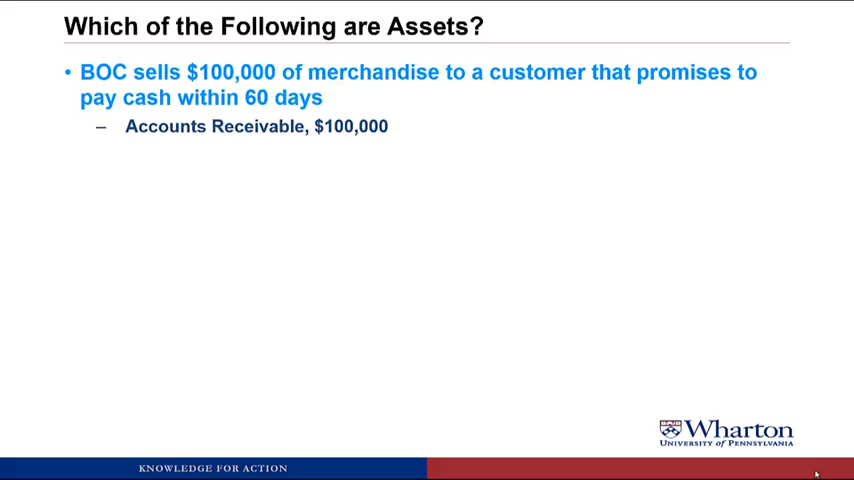 Which of the Following are Assets?
• BOC sells $100,000 of merchandise to a customer that promises to
pay cash within 60 days
– Accounts Receivable, $100,000
Wharton
UNIVERSITY of PENNSYLVANIA
KNOWLEDGE FOR ACTION